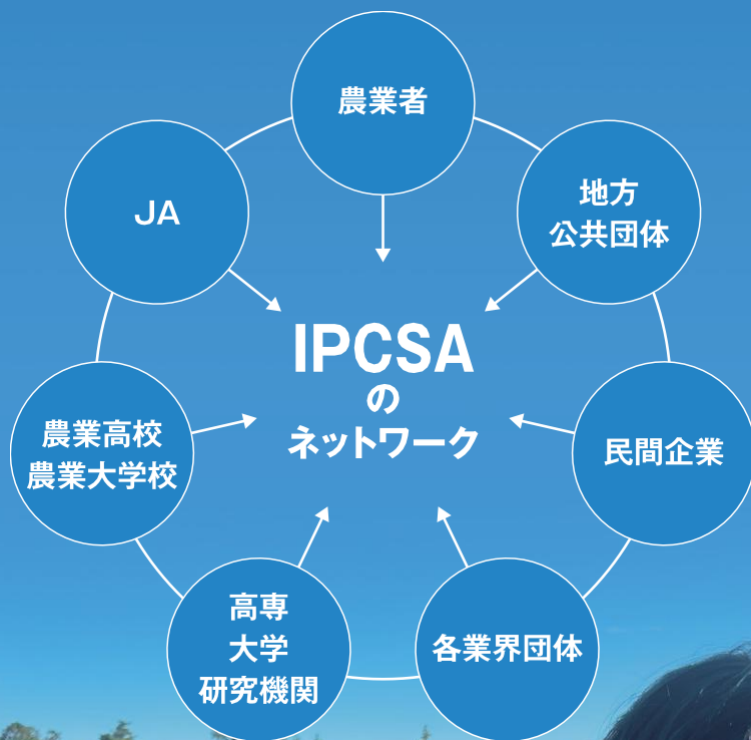 農業者
地方
公共団体
民間企業
各業界団体
高専
大学
研究機関
農業高校
農業大学校
JA
IPCSA
の
ネットワーク